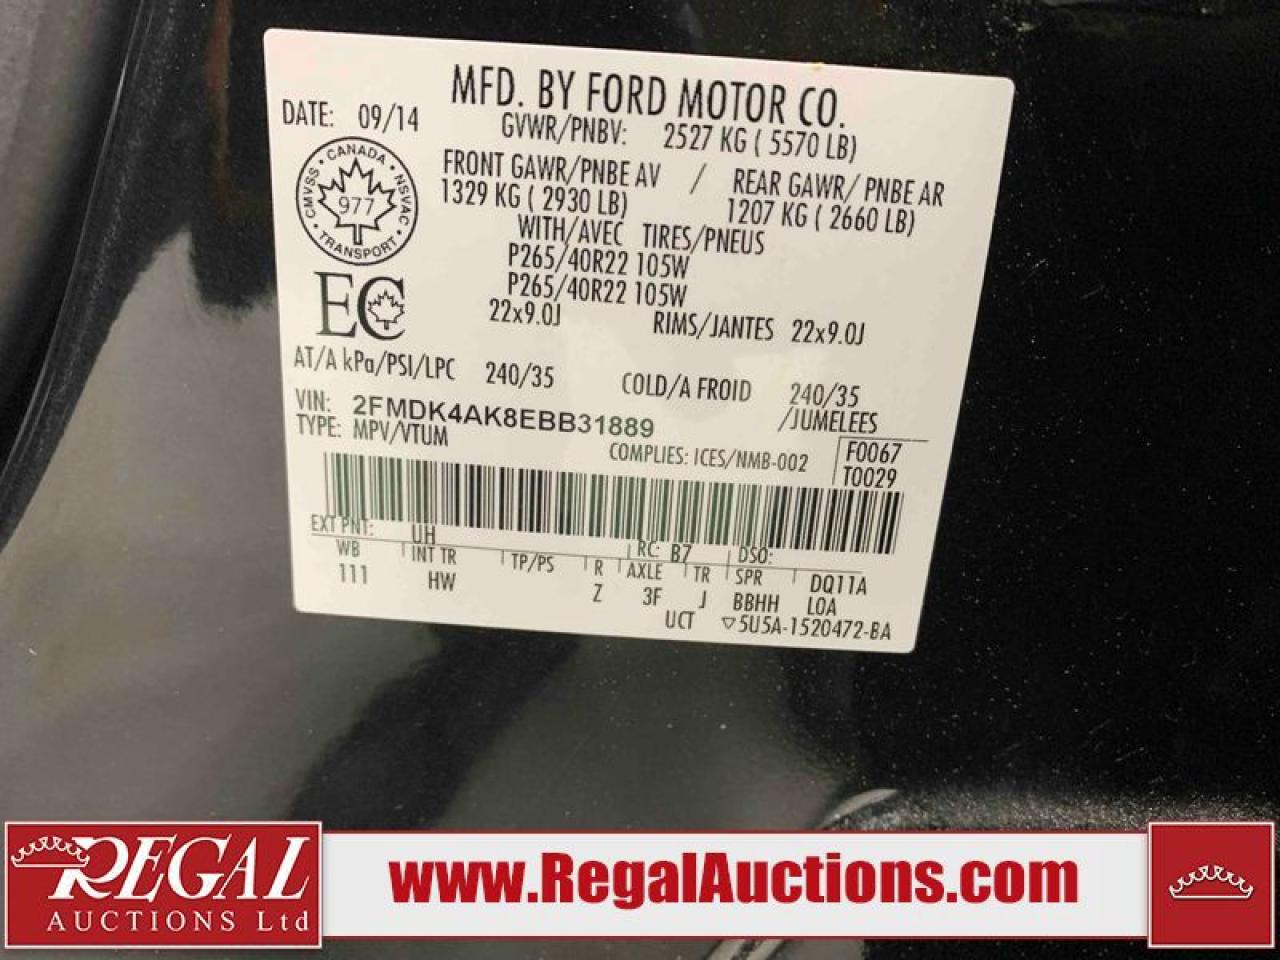 MFD. BY FORD MOTOR CO.
DATE: 09/14
GVWR/PNBV: 2527 KG ( 5570 LB)
FRONT GAWR/PNBE AV / REAR GAWR/ PNBE AR
1329 KG ( 2930 LB) 1207 KG ( 2660 LB)
WITH/AVEC TIRES/PNEUS
P265/40R22 105W
P265/40R22 105W
22x9.0J RIMS/JANTES 22x9.0J
CANADA
CMVSS NSVAC
977
TRANSPORT
EC
AT/A kPa/PSI/LPC 240/35 COLD/A FROID 240/35
/JUMELEES
VIN: 2FMDK4AK8EBB31889
TYPE: MPV/VTUM
COMPLIES: ICES/NMB-002
F0067
T0029
EXT PNT: UH RC: B7 DSO:
WB INT TR TP/PS R AXLE TR SPR DQ11A
111 HW Z 3F J BBHH LOA
UCT ▽5U5A-1520472-BA
REGAL
AUCTIONS Ltd
www.RegalAuctions.com